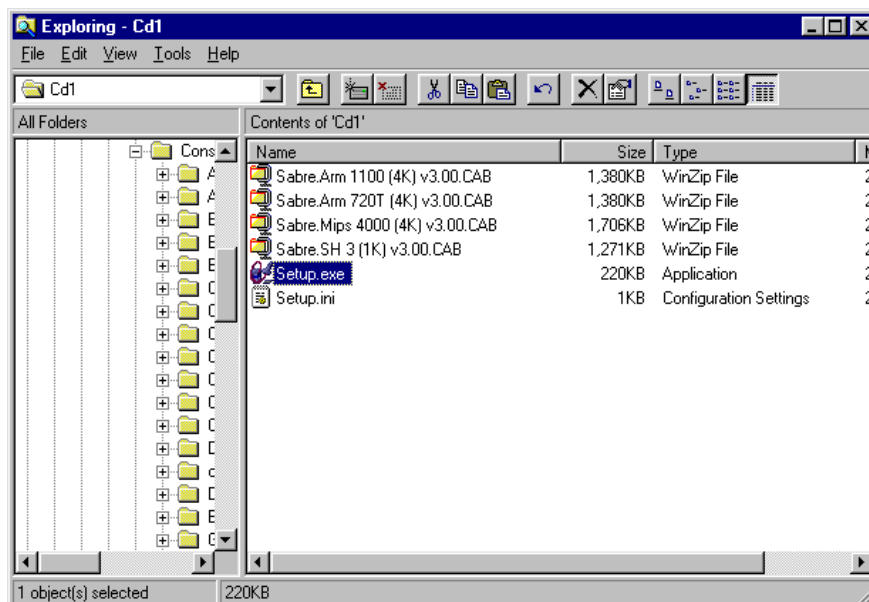 Exploring - Cd1
File Edit View Tools Help
Cd1
All Folders
Contents of 'Cd1'
Cons
A
A
E
E
E
C
C
C
C
C
C
C
D
c
D
E
G
Name Size Type
Sabre.Arm 1100 (4K) v3.00.CAB 1,380KB WinZip File
Sabre.Arm 720T (4K) v3.00.CAB 1,380KB WinZip File
Sabre.Mips 4000 (4K) v3.00.CAB 1,706KB WinZip File
Sabre.SH 3 (1K) v3.00.CAB 1,271KB WinZip File
Setup.exe 220KB Application
Setup.ini 1KB Configuration Settings
1 object(s) selected 220KB